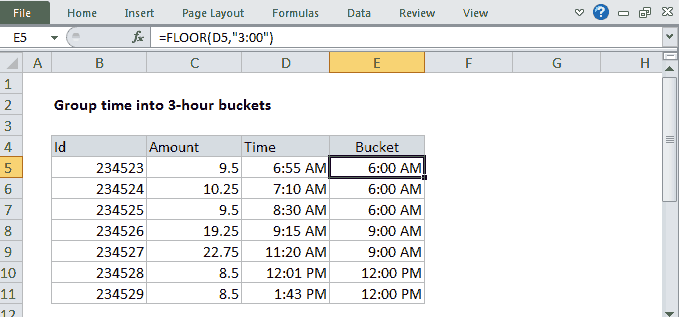 File Home Insert Page Layout Formulas Data Review View
E5 fx =FLOOR(D5,"3:00")
A B C D E F G H
1
2 Group time into 3-hour buckets
3
4 Id Amount Time Bucket
5 234523 9.5 6:55 AM 6:00 AM
6 234524 10.25 7:10 AM 6:00 AM
7 234525 9.5 8:30 AM 6:00 AM
8 234526 19.25 9:15 AM 9:00 AM
9 234527 22.75 11:20 AM 9:00 AM
10 234528 8.5 12:01 PM 12:00 PM
11 234529 8.5 1:43 PM 12:00 PM
12